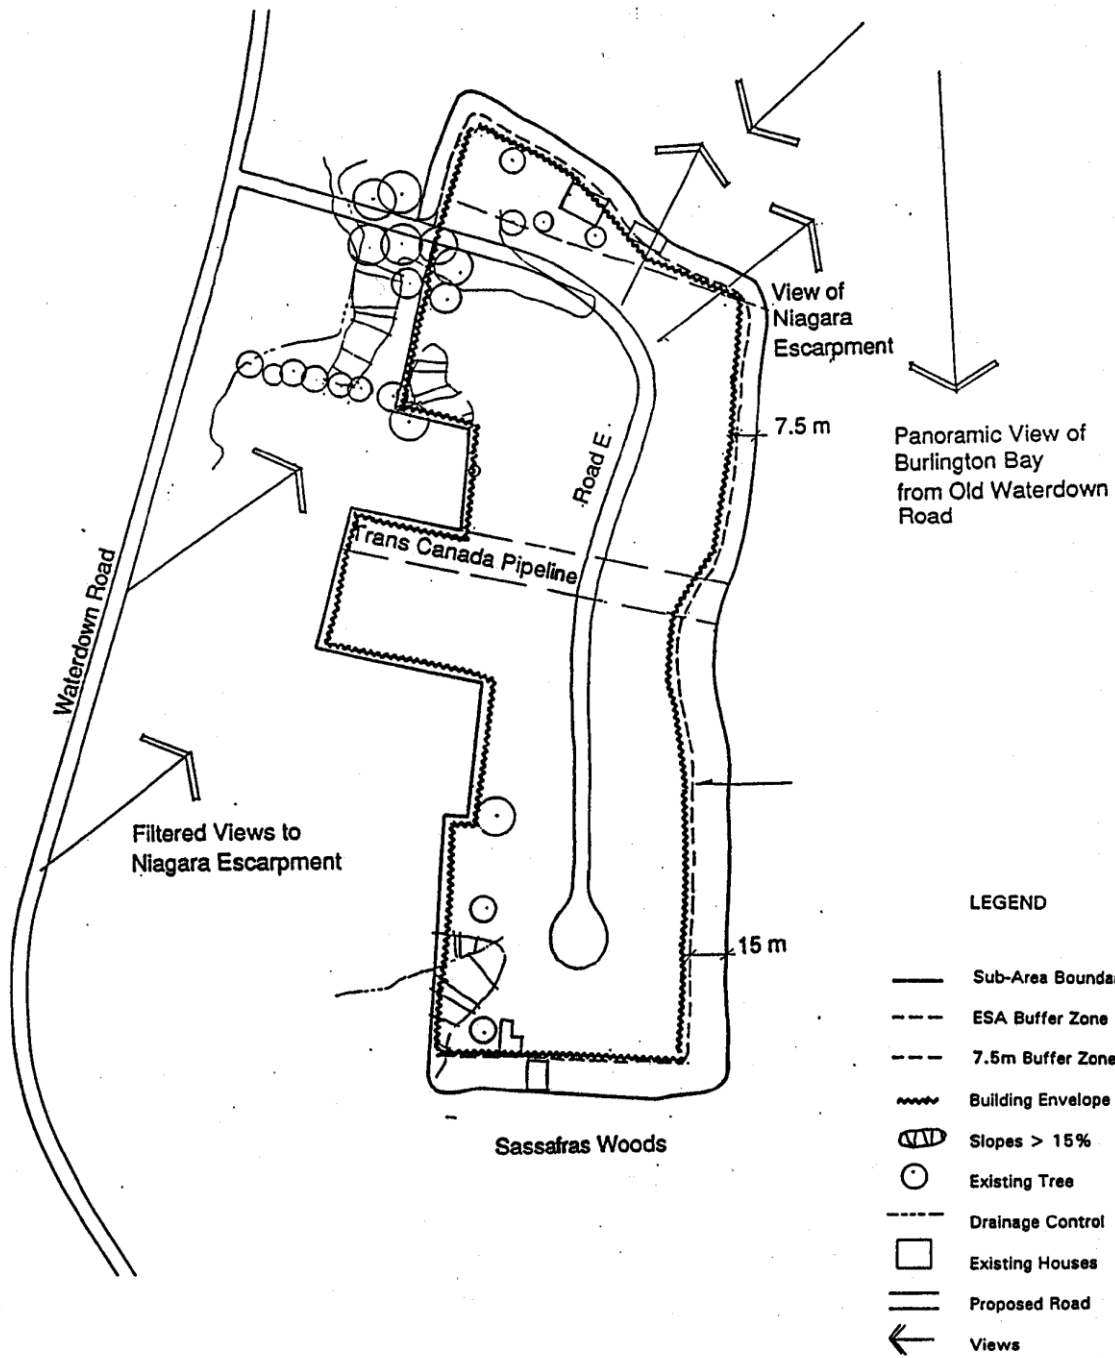 View of
Niagara
Escarpment
7.5 m
Panoramic View of
Burlington Bay
from Old Waterdown
Road
Road E.
Trans Canada Pipeline
Waterdown Road
Filtered Views to
Niagara Escarpment
15 m
Sassafras Woods
LEGEND
Sub-Area Bounda
ESA Buffer Zone
7.5m Buffer Zone
Building Envelope
Slopes > 15%
Existing Tree
Drainage Control
Existing Houses
Proposed Road
Views